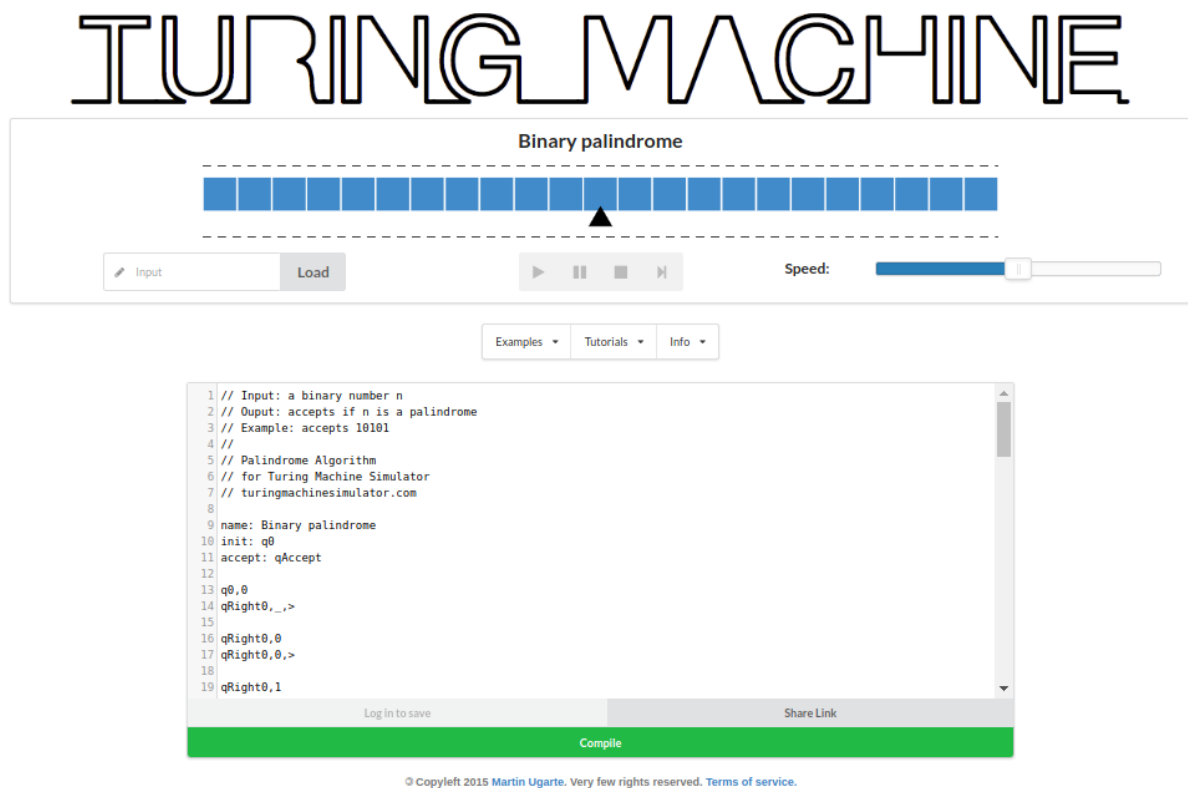 TURING MACHINE
Binary palindrome
Input Load Speed:
Examples Tutorials Info
1 // Input: a binary number n
2 // Ouput: accepts if n is a palindrome
3 // Example: accepts 10101
4 //
5 // Palindrome Algorithm
6 // for Turing Machine Simulator
7 // turingmachinesimulator.com
8
9 name: Binary palindrome
10 init: q0
11 accept: qAccept
12
13 q0,0
14 qRight0,_,>
15
16 qRight0,0
17 qRight0,0,>
18
19 qRight0,1
Log in to save Share Link
Compile
🄯 Copyleft 2015 Martin Ugarte. Very few rights reserved. Terms of service.